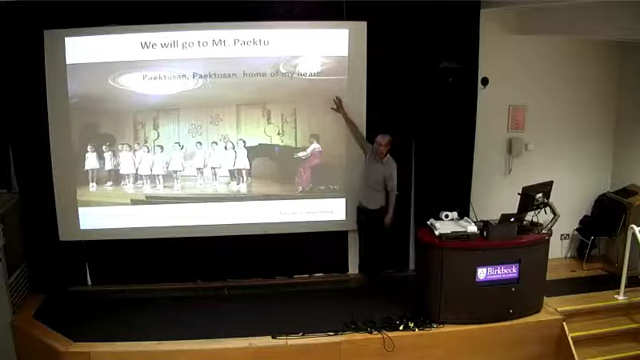 We will go to Mt. Paektu
Paektusan, Paektusan, home of my heart
Birkbeck